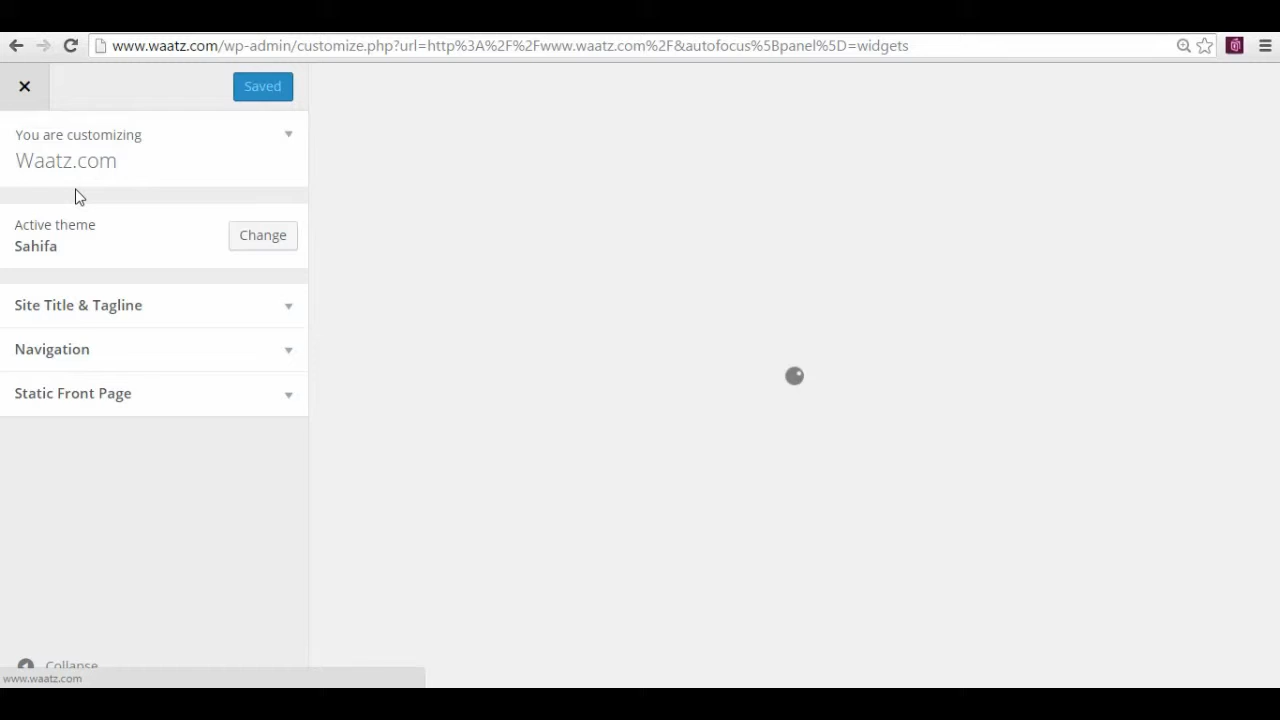 www.waatz.com/wp-admin/customize.php?url=http%3A%2F%2Fwww.waatz.com%2F&autofocus%5Bpanel%5D=widgets
Saved
You are customizing
Waatz.com
Active theme
Sahifa
Change
Site Title & Tagline
Navigation
Static Front Page
Collapse
www.waatz.com